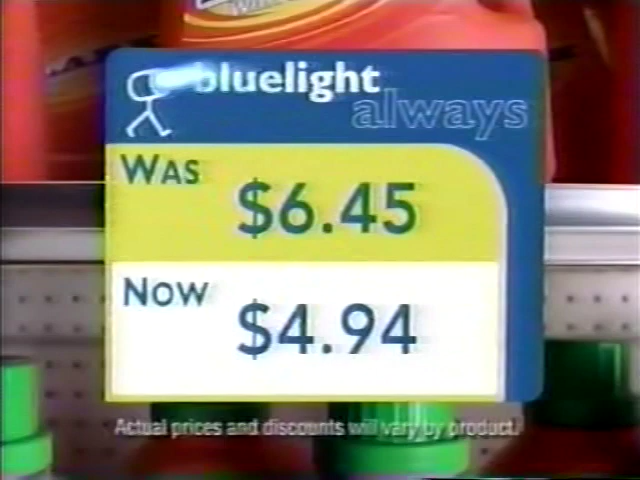 bluelight
always
WAS
$6.45
NOW
$4.94
Actual prices and discounts will vary by product.